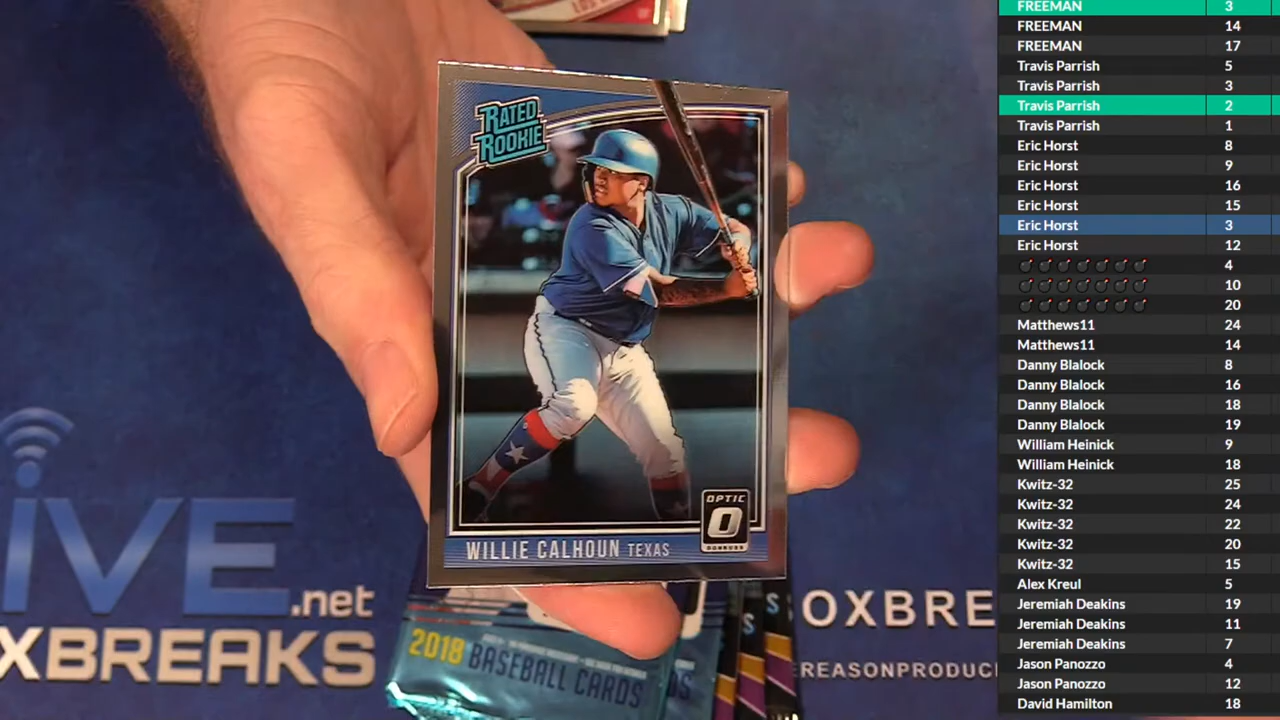 RATED
ROOKIE
WILLIE CALHOUN TEXAS
OPTIC
DONRUSS
iVE.net
XBREAKS
2018 BASEBALL CARDS
OXBRE
EREASONPRODUC
FREEMAN 3
FREEMAN 14
FREEMAN 17
Travis Parrish 5
Travis Parrish 3
Travis Parrish 2
Travis Parrish 1
Eric Horst 8
Eric Horst 9
Eric Horst 16
Eric Horst 15
Eric Horst 3
Eric Horst 12
💣💣💣💣💣💣💣 4
💣💣💣💣💣💣💣 10
💣💣💣💣💣💣💣 20
Matthews11 24
Matthews11 14
Danny Blalock 8
Danny Blalock 16
Danny Blalock 18
Danny Blalock 19
William Heinick 9
William Heinick 18
Kwitz-32 25
Kwitz-32 24
Kwitz-32 22
Kwitz-32 20
Kwitz-32 15
Alex Kreul 5
Jeremiah Deakins 19
Jeremiah Deakins 11
Jeremiah Deakins 7
Jason Panozzo 4
Jason Panozzo 12
David Hamilton 18